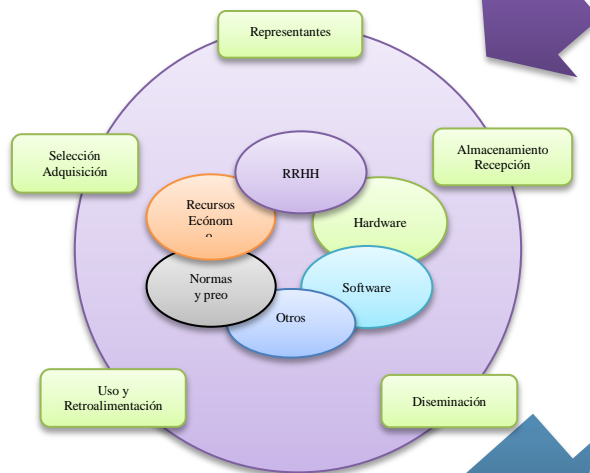 Representantes
Selección
Adquisición
Almacenamiento
Recepción
RRHH
Recursos
Ecónom
Hardware
Normas
y preo
Software
Otros
Uso y
Retroalimentación
Diseminación